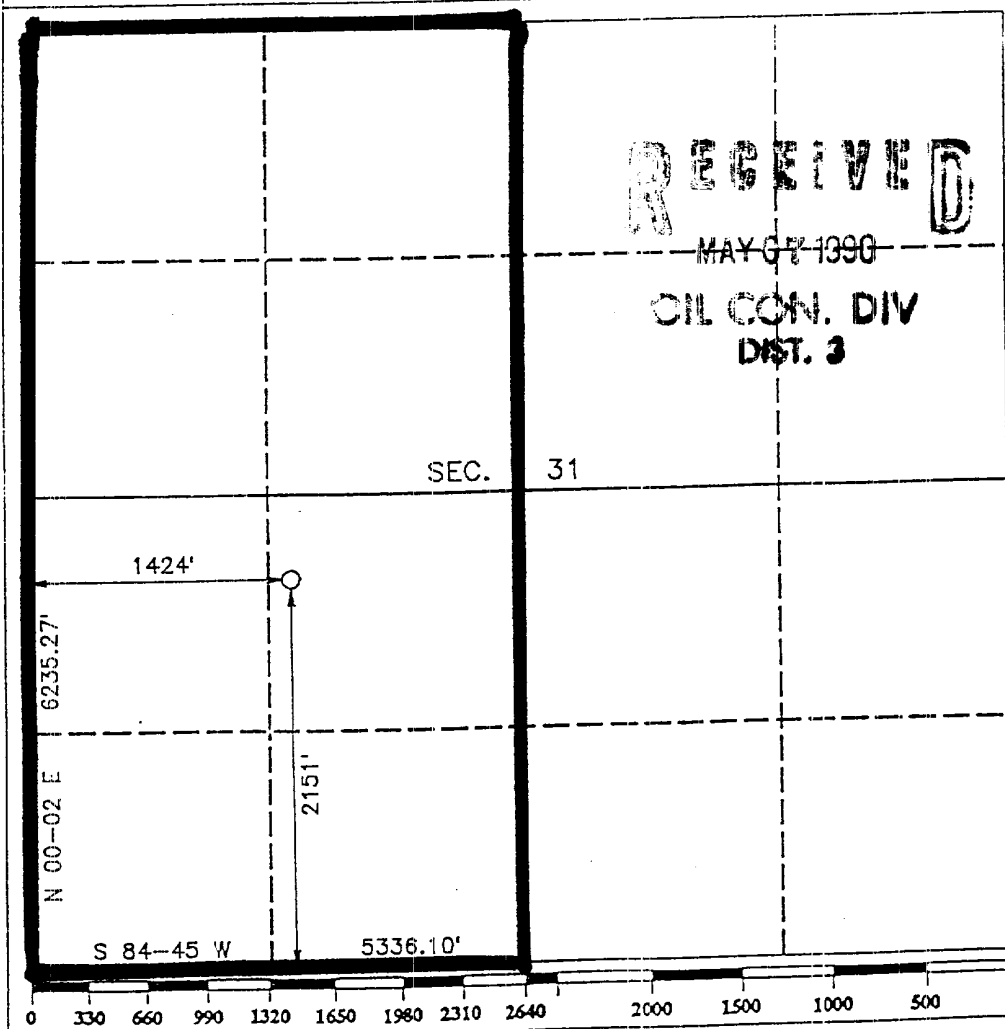 RECEIVED
MAY 1990
OIL CON. DIV
DIST. 3
SEC. 31
1424'
6235.27'
2151'
N 00-02 E
S 84-45 W 5336.10'
0 330 660 990 1320 1650 1980 2310 2640 2000 1500 1000 500